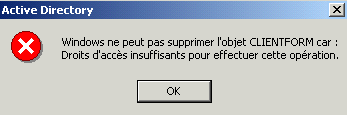 Active Directory
Windows ne peut pas supprimer l'objet CLIENTFORM car :
Droits d'accès insuffisants pour effectuer cette opération.
OK